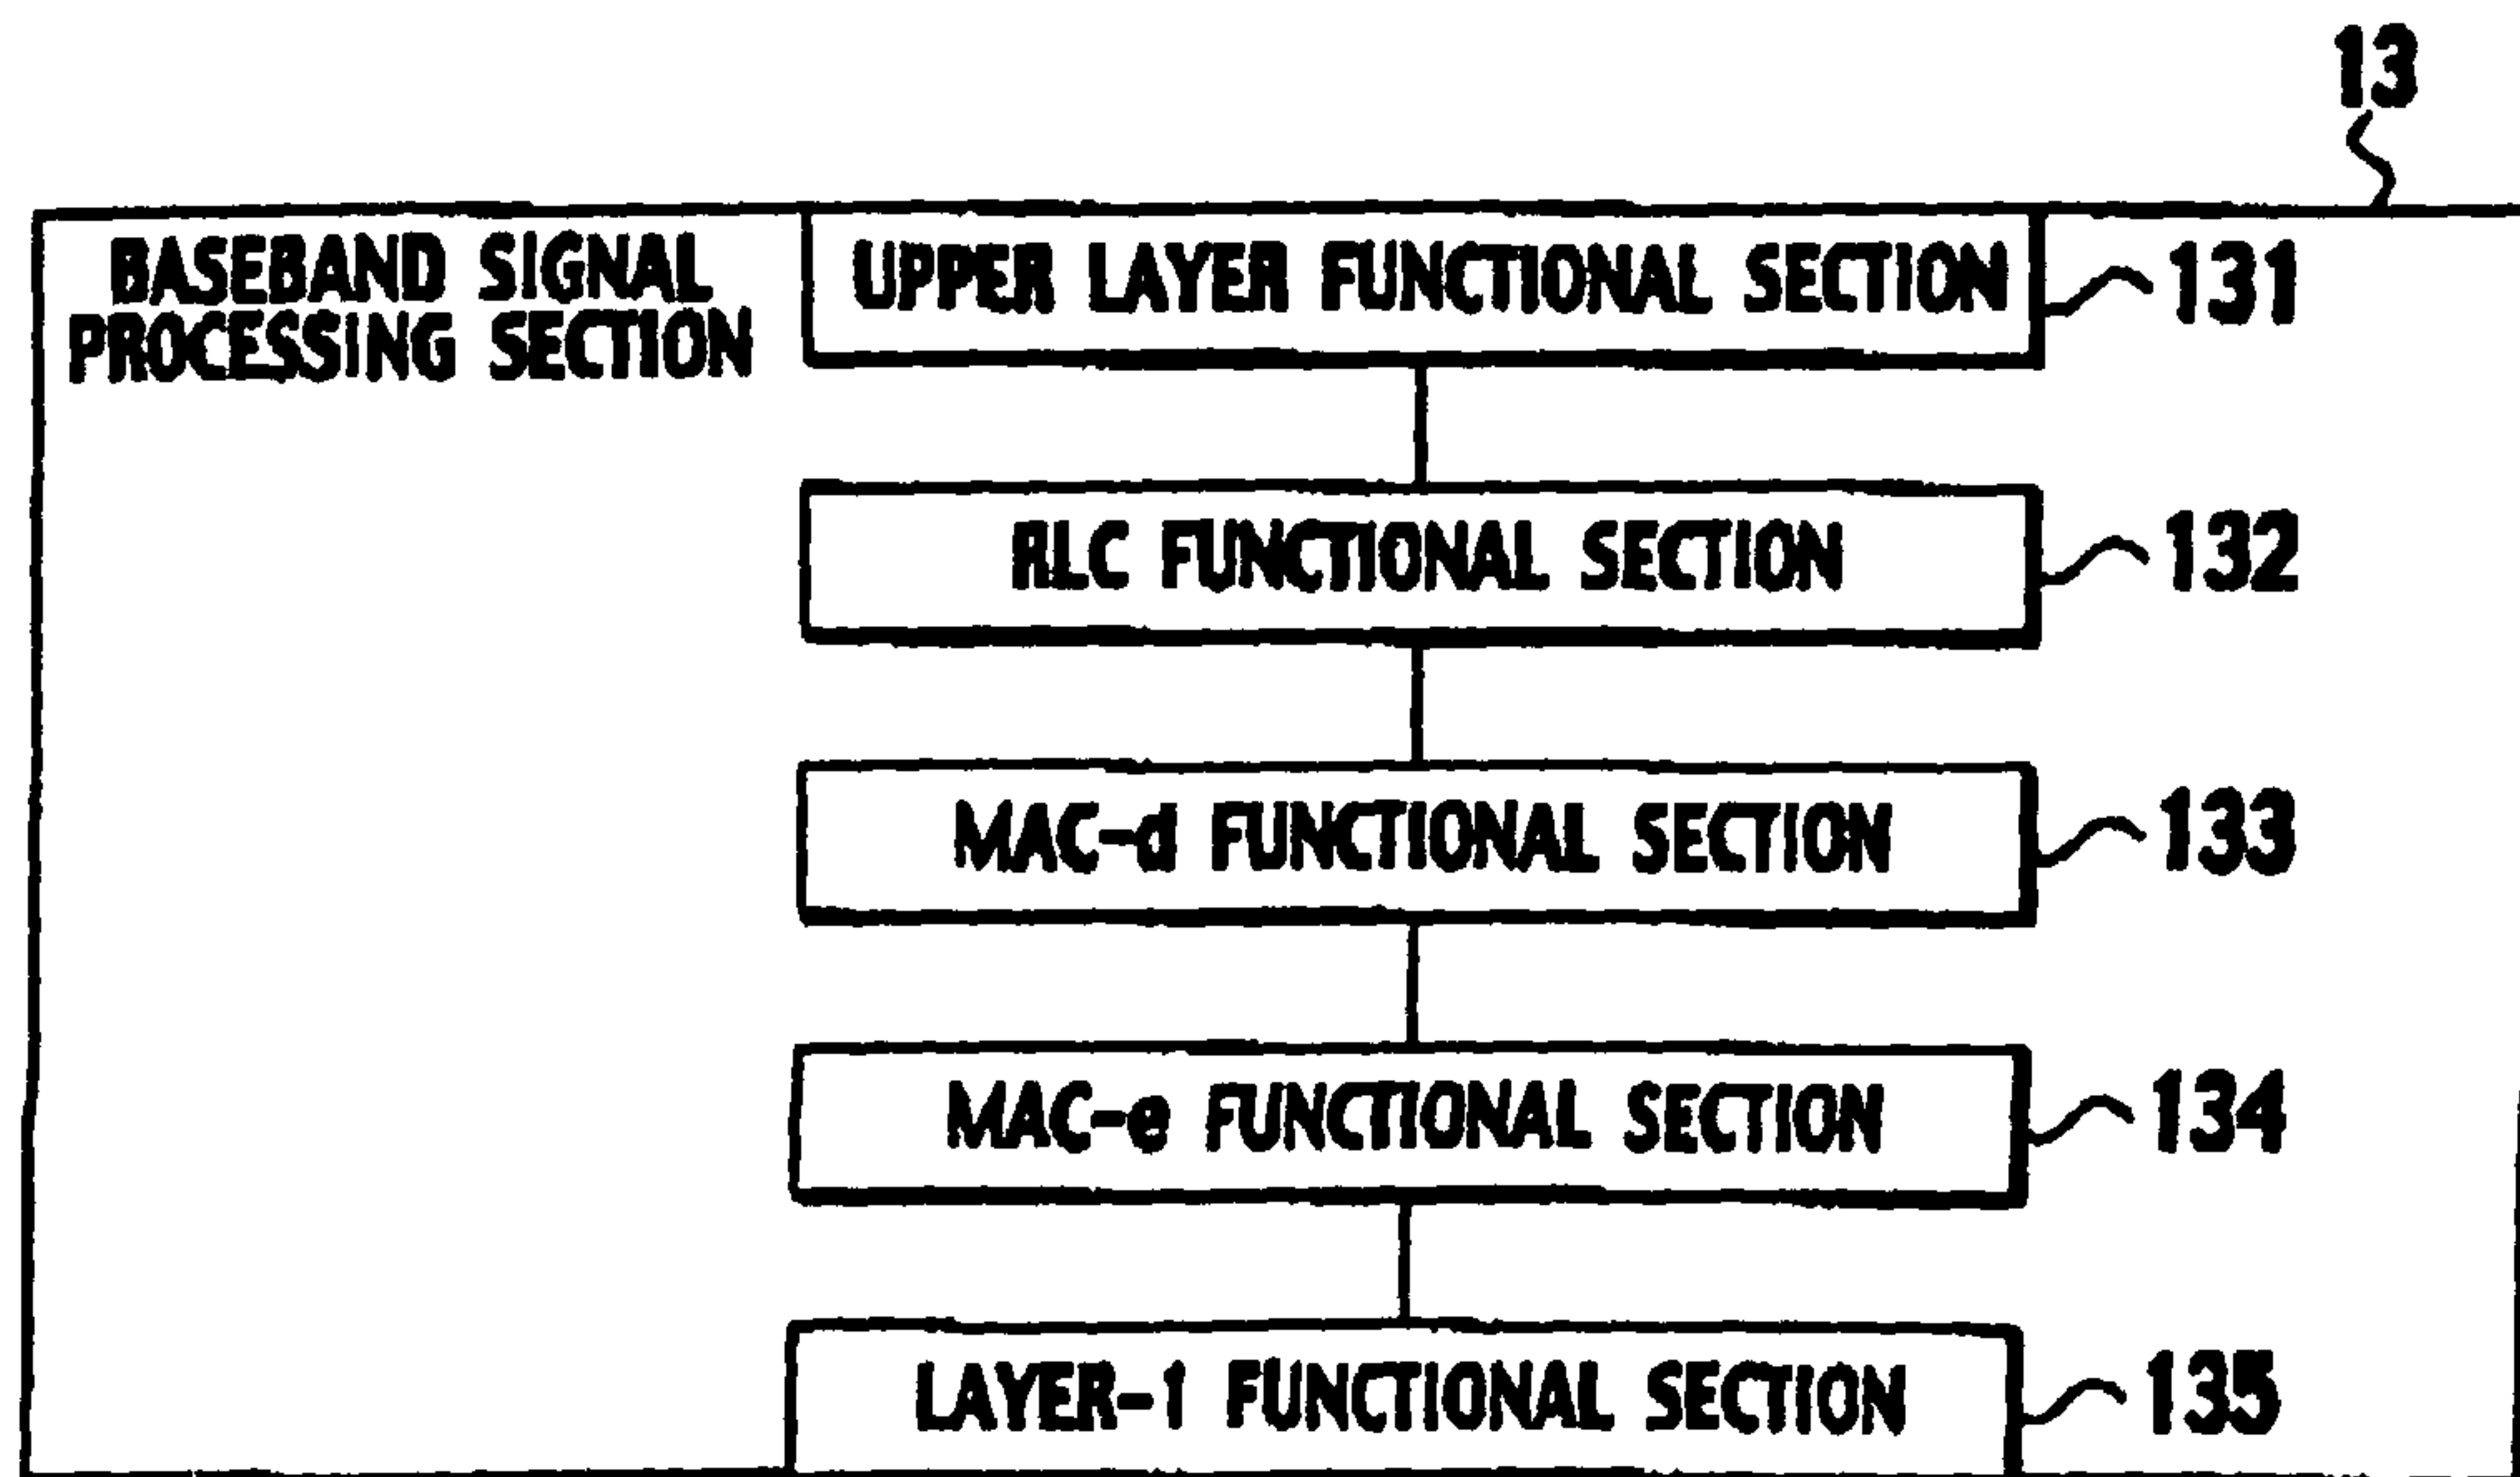 13
BASEBAND SIGNAL
PROCESSING SECTION
UPPER LAYER FUNCTIONAL SECTION
131
RLC FUNCTIONAL SECTION
132
MAC-d FUNCTIONAL SECTION
133
MAC-e FUNCTIONAL SECTION
134
LAYER-1 FUNCTIONAL SECTION
135